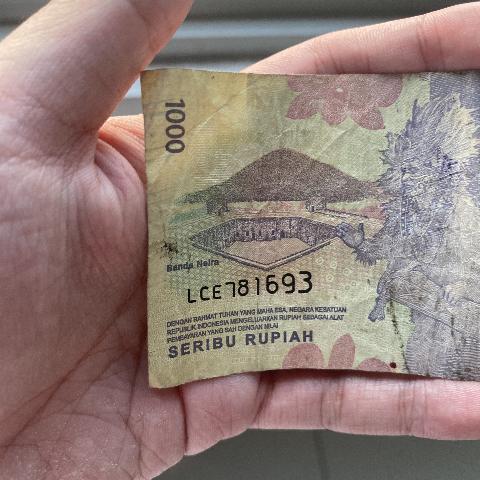 1000
Banda Neira
LCE781693
DENGAN RAHMAT TUHAN YANG MAHA ESA, NEGARA KESATUAN
REPUBLIK INDONESIA MENGELUARKAN RUPIAH SEBAGAI ALAT
PEMBAYARAN YANG SAH DENGAN NILAI
SERIBU RUPIAH